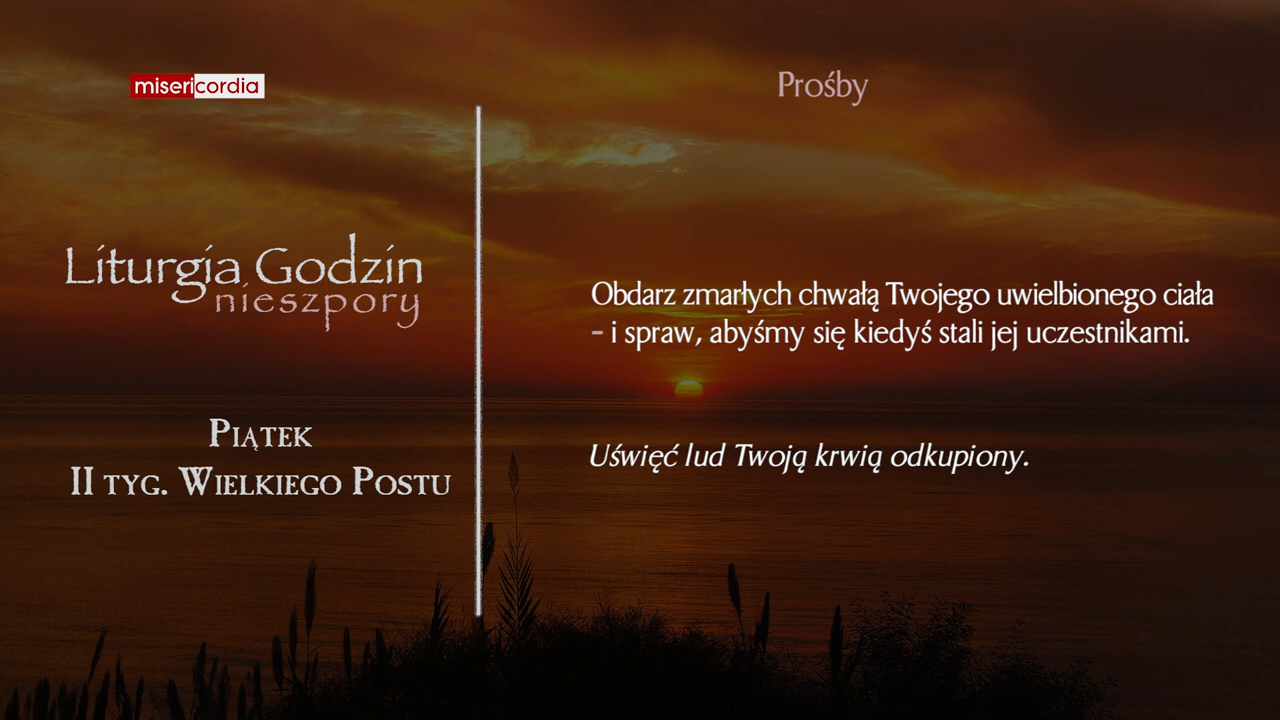 misericordia
Prośby
Liturgia Godzin
nieszpory
Obdarz zmarłych chwałą Twojego uwielbionego ciała
– i spraw, abyśmy się kiedyś stali jej uczestnikami.
Piątek
II tyg. Wielkiego Postu
Uświęć lud Twoją krwią odkupiony.